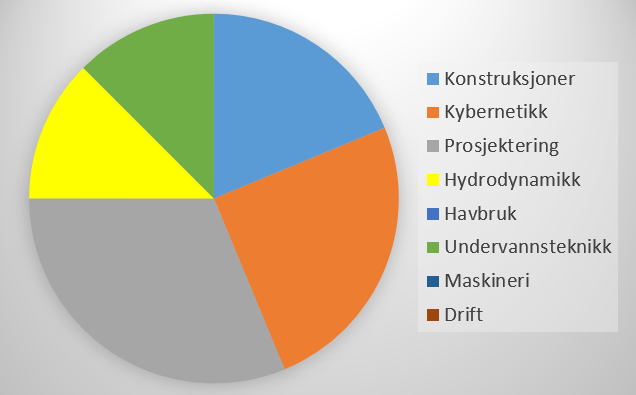 Konstruksjoner
Kybernetikk
Prosjektering
Hydrodynamikk
Havbruk
Undervannsteknikk
Maskineri
Drift